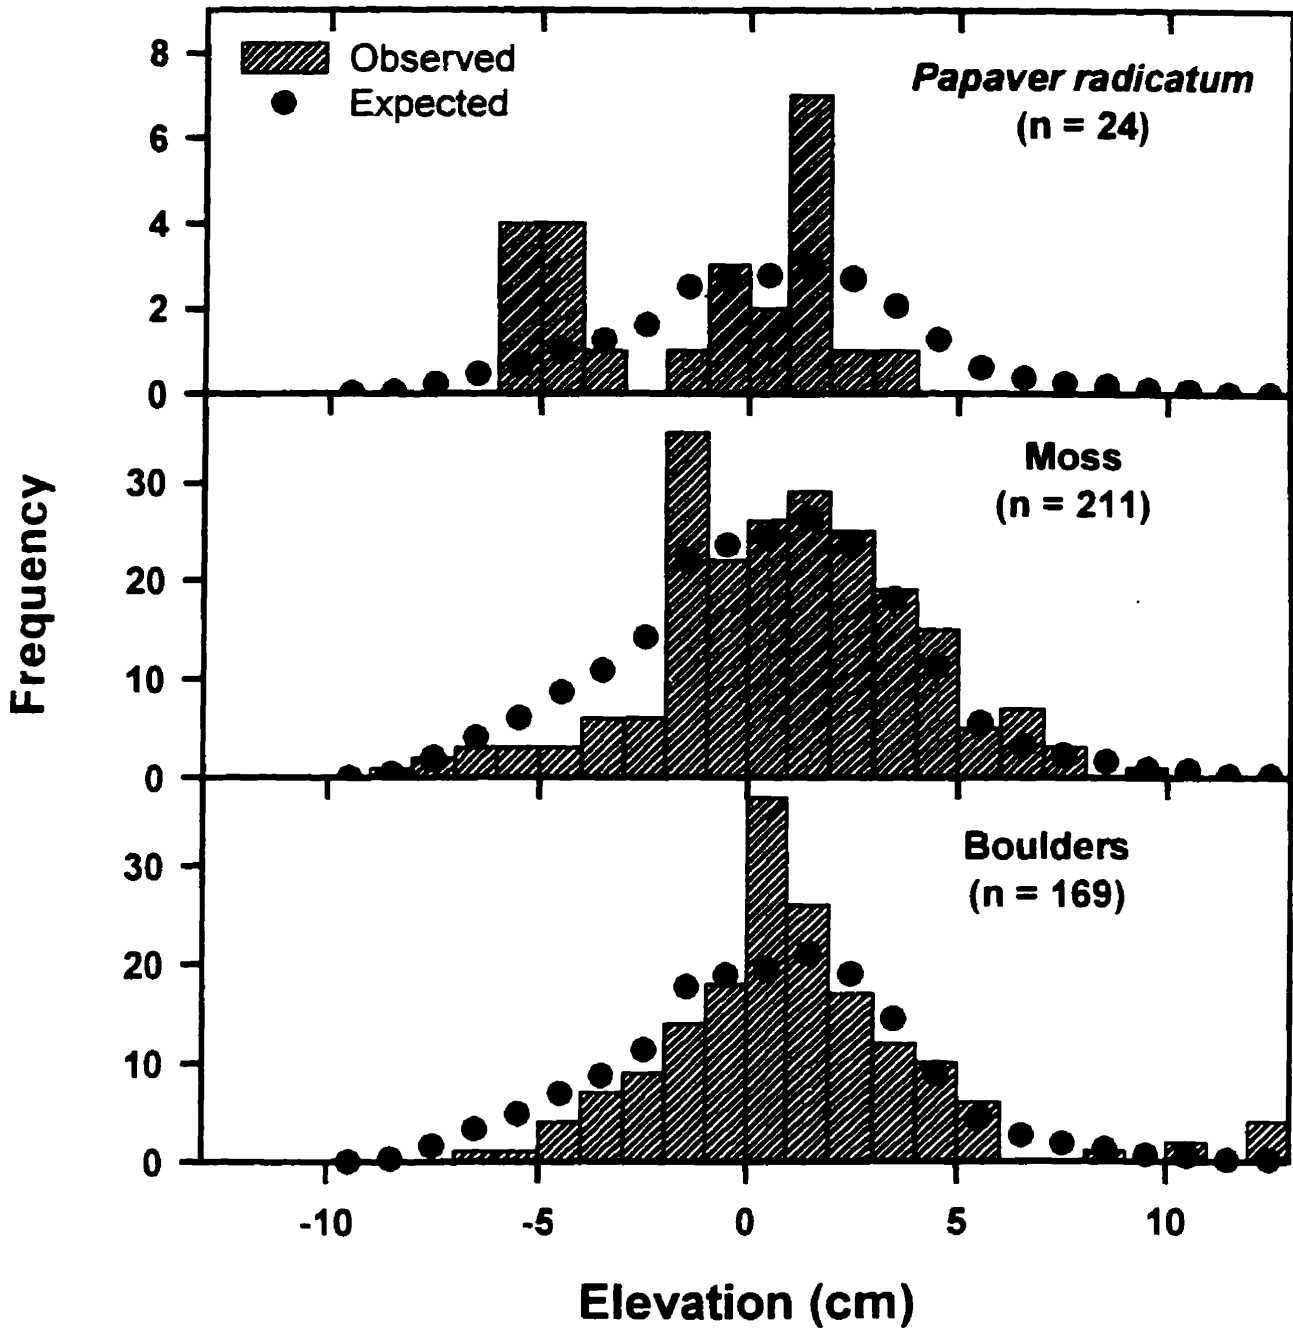 8
6
4
2
0
Observed
Expected
Papaver radicatum
(n = 24)
Frequency
30
20
10
0
Moss
(n = 211)
30
20
10
0
Boulders
(n = 169)
-10 -5 0 5 10
Elevation (cm)